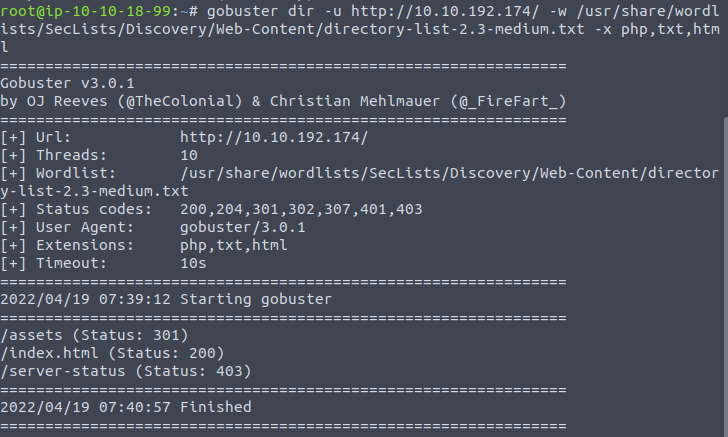 root@ip-10-10-18-99:~# gobuster dir -u http://10.10.192.174/ -w /usr/share/wordl
ists/SecLists/Discovery/Web-Content/directory-list-2.3-medium.txt -x php,txt,htm
l
===============================================================
Gobuster v3.0.1
by OJ Reeves (@TheColonial) & Christian Mehlmauer (@_FireFart_)
===============================================================
[+] Url:            http://10.10.192.174/
[+] Threads:        10
[+] Wordlist:       /usr/share/wordlists/SecLists/Discovery/Web-Content/director
y-list-2.3-medium.txt
[+] Status codes:   200,204,301,302,307,401,403
[+] User Agent:     gobuster/3.0.1
[+] Extensions:     php,txt,html
[+] Timeout:        10s
===============================================================
2022/04/19 07:39:12 Starting gobuster
===============================================================
/assets (Status: 301)
/index.html (Status: 200)
/server-status (Status: 403)
===============================================================
2022/04/19 07:40:57 Finished
===============================================================